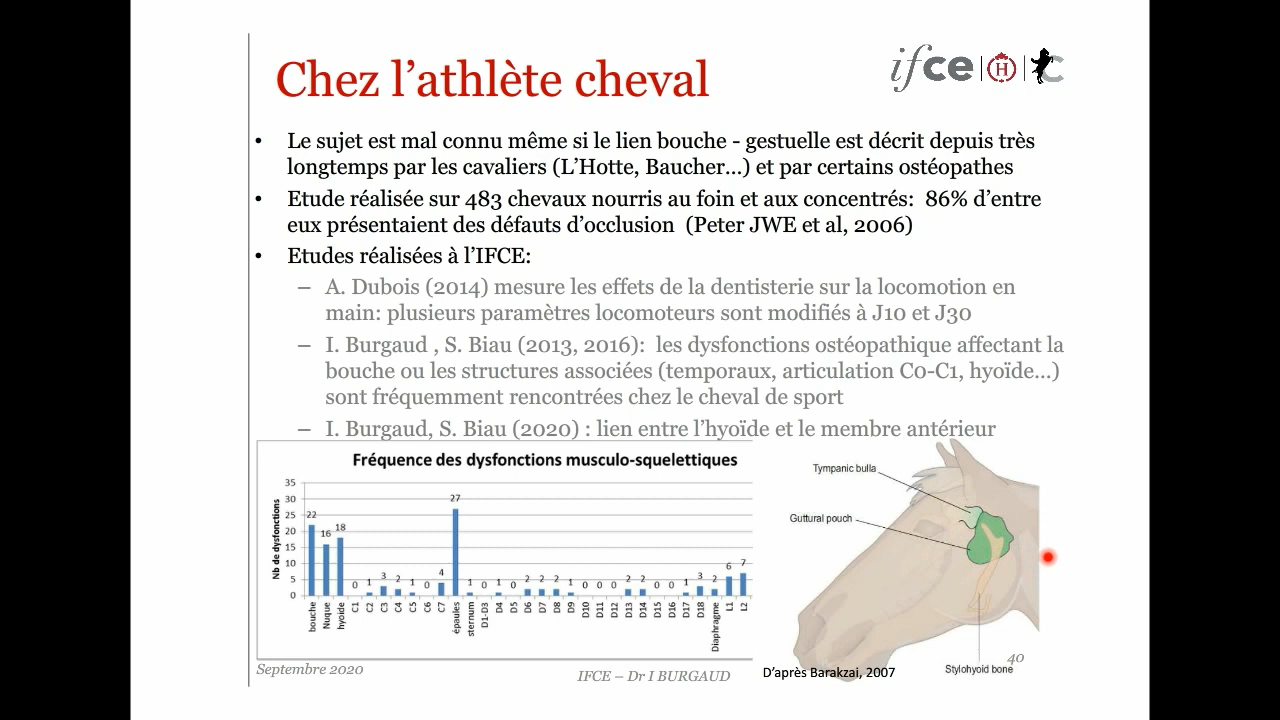 Chez l’athlète cheval
ifce H C
• Le sujet est mal connu même si le lien bouche - gestuelle est décrit depuis très
longtemps par les cavaliers (L’Hotte, Baucher…) et par certains ostéopathes
• Etude réalisée sur 483 chevaux nourris au foin et aux concentrés: 86% d’entre
eux présentaient des défauts d’occlusion (Peter JWE et al, 2006)
• Etudes réalisées à l’IFCE:
– A. Dubois (2014) mesure les effets de la dentisterie sur la locomotion en
main: plusieurs paramètres locomoteurs sont modifiés à J10 et J30
– I. Burgaud , S. Biau (2013, 2016): les dysfonctions ostéopathique affectant la
bouche ou les structures associées (temporaux, articulation C0-C1, hyoïde…)
sont fréquemment rencontrées chez le cheval de sport
– I. Burgaud, S. Biau (2020) : lien entre l’hyoïde et le membre antérieur
Fréquence des dysfonctions musculo-squelettiques
Nb de dysfonctions
35
30
25
20
15
10
5
0
22 16 18 0 1 3 2 1 0 4 27 1 0 1 0 2 2 2 1 0 0 0 2 2 0 0 1 3 2 6 7
bouche Nuque hyoide C1 C2 C3 C4 C5 C6 C7 épaules sternum D1-D3 D4 D5 D6 D7 D8 D9 D10 D11 D12 D13 D14 D15 D16 D17 D18 Diaphragme L1 L2
Tympanic bulla
Guttural pouch
Stylohyoid bone
D’après Barakzai, 2007
Septembre 2020
IFCE – Dr I BURGAUD
40